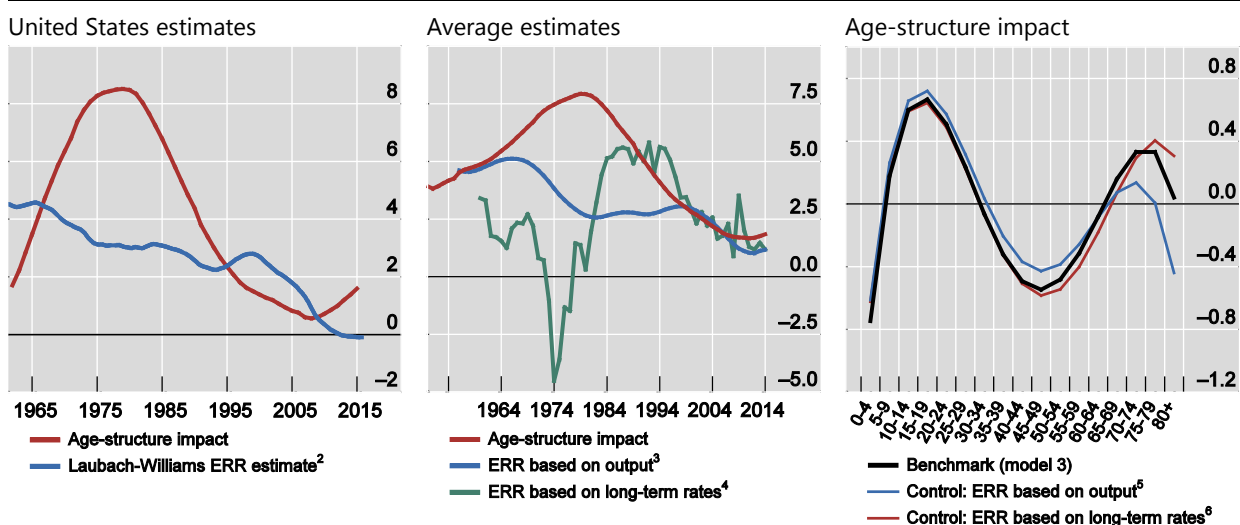 United States estimates
8
6
4
2
0
–2
1965 1975 1985 1995 2005 2015
Age-structure impact
Laubach-Williams ERR estimate²
Average estimates
7.5
5.0
2.5
0.0
–2.5
–5.0
1964 1974 1984 1994 2004 2014
Age-structure impact
ERR based on output³
ERR based on long-term rates⁴
Age-structure impact
0.8
0.4
0.0
–0.4
–0.8
–1.2
0-4 5-9 10-14 15-19 20-24 25-29 30-34 35-39 40-44 45-49 50-54 55-59 60-64 65-69 70-74 75-79 80+
Benchmark (model 3)
Control: ERR based on output⁵
Control: ERR based on long-term rates⁶